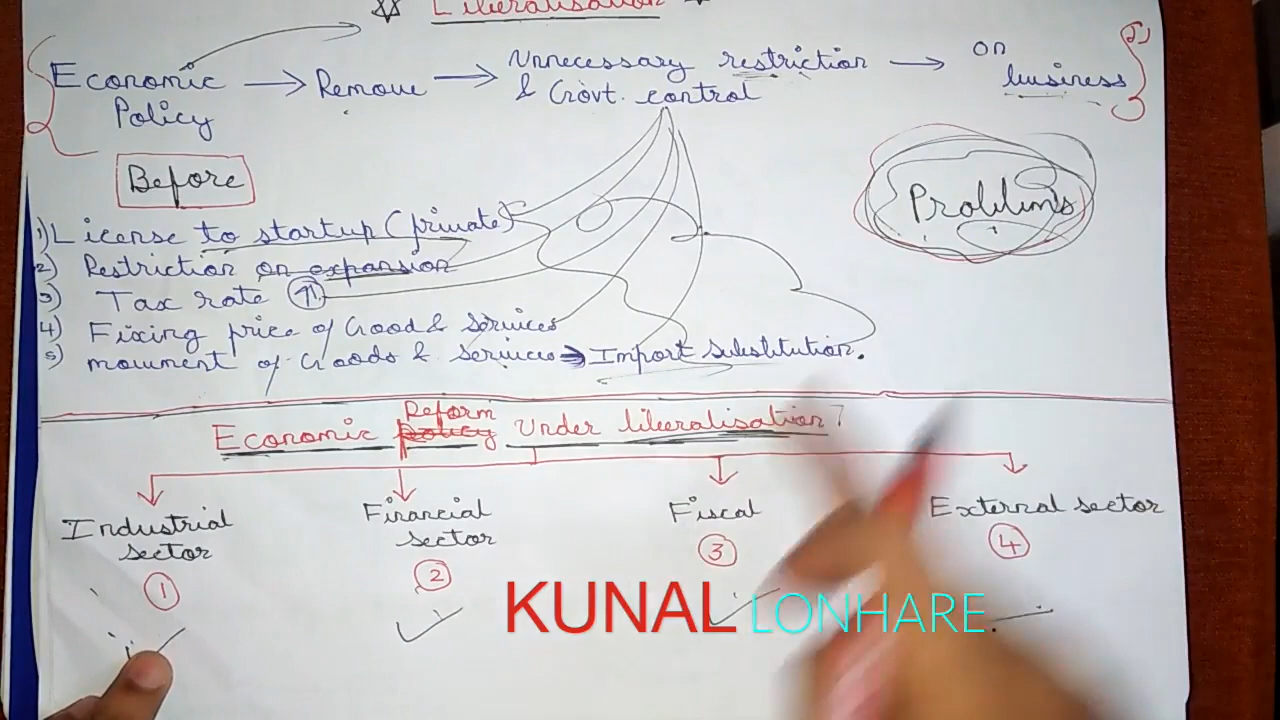 Liberalisation
Economic Policy → Remove → Unnecessary restriction & Govt. control → on business
Before
Problems
1) License to startup (private)
2) Restriction on expansion
3) Tax rate ↑↑
4) Fixing price of Good & Services
5) movment of Goods & Services → Import substitution.
Economic policy Reform Under liberalisation?
Industrial sector
1
Financial sector
2
Fiscal
3
External sector
4
KUNAL LONHARE.